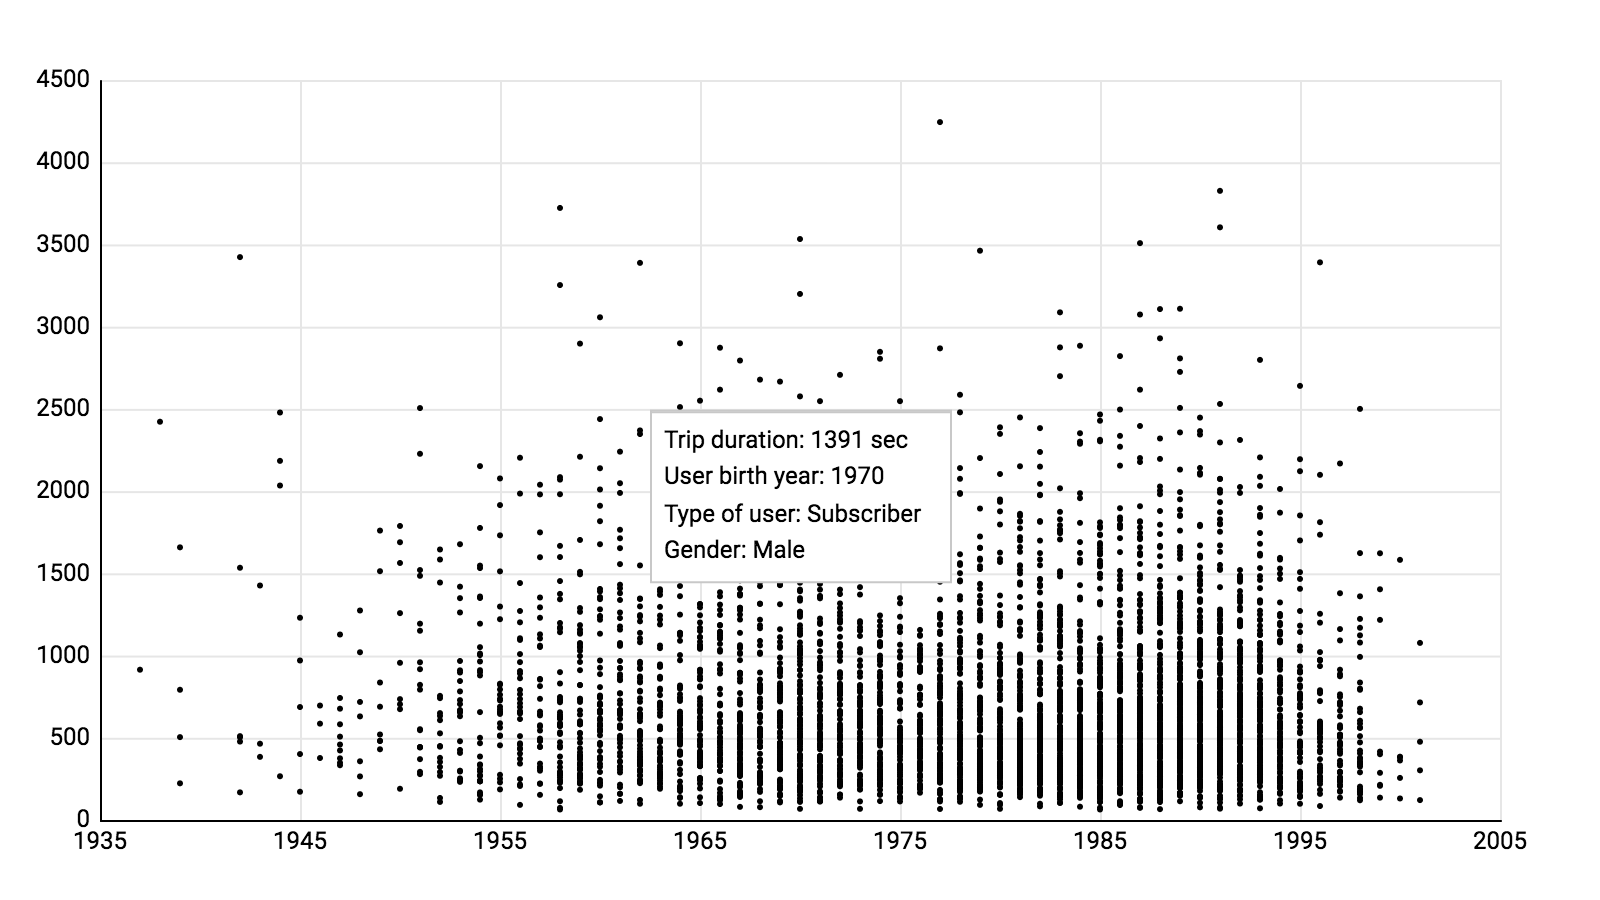 4500
4000
3500
3000
2500
2000
1500
1000
500
0
Trip duration: 1391 sec
User birth year: 1970
Type of user: Subscriber
Gender: Male
1935 1945 1955 1965 1975 1985 1995 2005